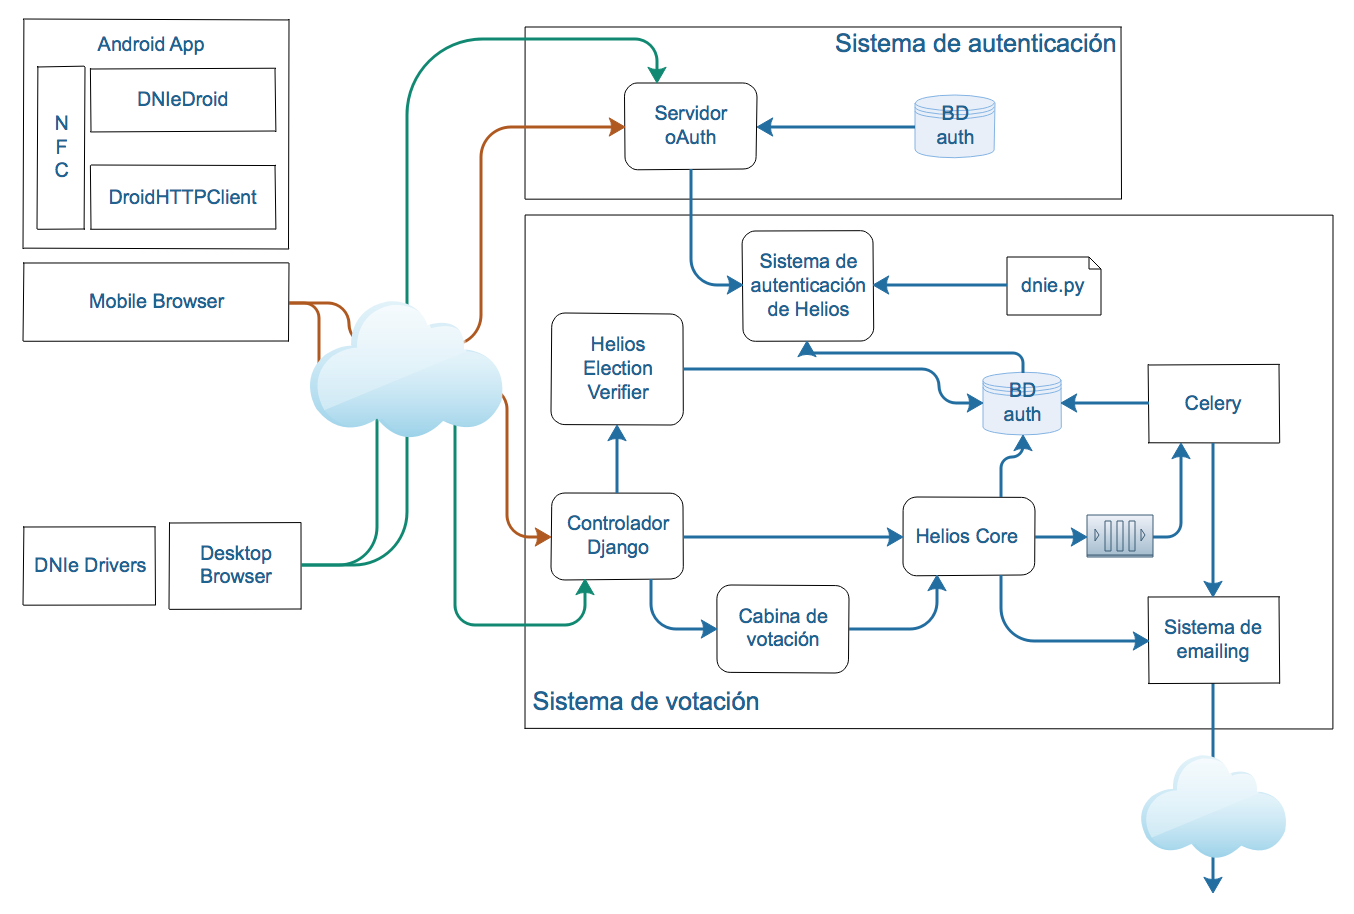 Android App
N
F
C
DNIeDroid
DroidHTTPClient
Mobile Browser
DNIe Drivers
Desktop
Browser
Sistema de autenticación
Servidor
oAuth
BD
auth
Sistema de
autenticación
de Helios
dnie.py
Helios
Election
Verifier
BD
auth
Celery
Controlador
Django
Helios Core
Cabina de
votación
Sistema de
emailing
Sistema de votación